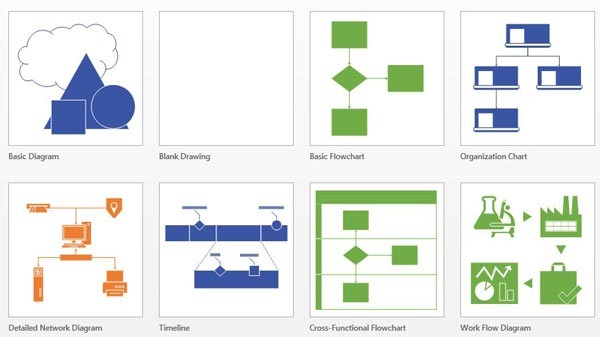 Basic Diagram
Blank Drawing
Basic Flowchart
Organization Chart
Detailed Network Diagram
Timeline
Cross-Functional Flowchart
Work Flow Diagram